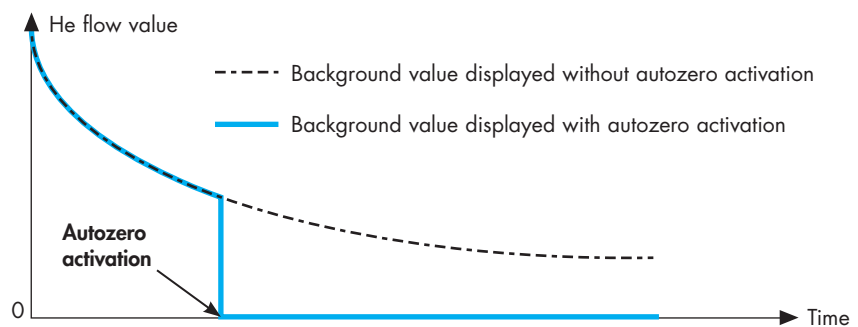 He flow value
Background value displayed without autozero activation
Background value displayed with autozero activation
Autozero
activation
0
Time